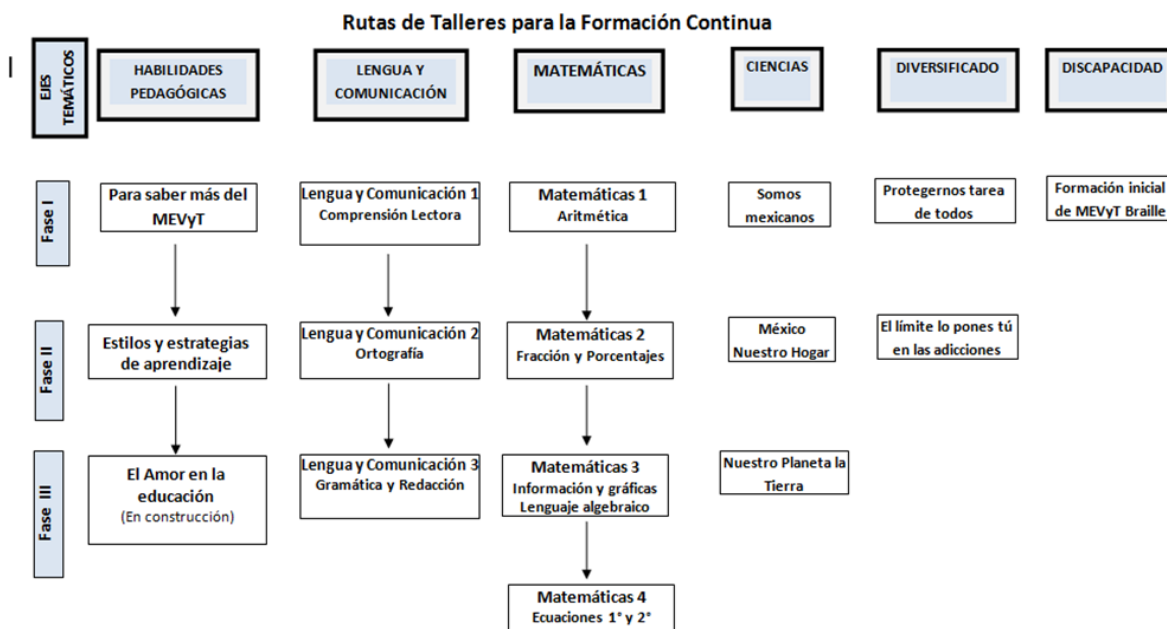 Rutas de Talleres para la Formación Continua
EJES
TEMÁTICOS
HABILIDADES
PEDAGÓGICAS
LENGUA Y
COMUNICACIÓN
MATEMÁTICAS
CIENCIAS
DIVERSIFICADO
DISCAPACIDAD
Fase I
Para saber más del
MEVyT
Lengua y Comunicación 1
Comprensión Lectora
Matemáticas 1
Aritmética
Somos
mexicanos
Protegernos tarea
de todos
Formación inicial
de MEVyT Braille
Fase II
Estilos y estrategias
de aprendizaje
Lengua y Comunicación 2
Ortografía
Matemáticas 2
Fracción y Porcentajes
México
Nuestro Hogar
El límite lo pones tú
en las adicciones
Fase III
El Amor en la
educación
(En construcción)
Lengua y Comunicación 3
Gramática y Redacción
Matemáticas 3
Información y gráficas
Lenguaje algebraico
Nuestro Planeta la
Tierra
Matemáticas 4
Ecuaciones 1° y 2°